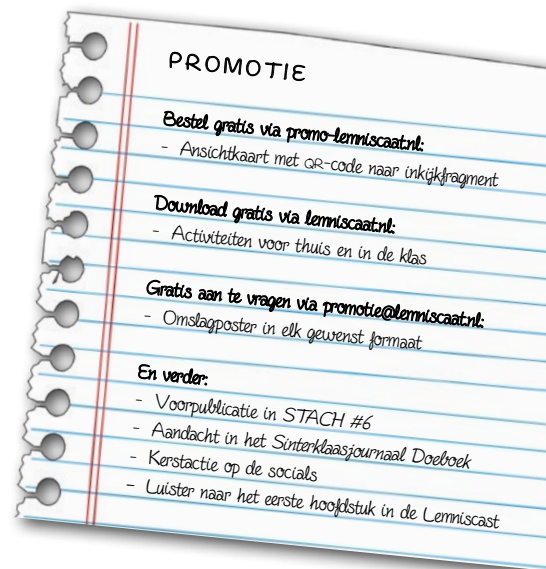 PROMOTIE
Bestel gratis via promo-lemniscaat.nl:
- Ansichtkaart met QR-code naar inkijkfragment
Download gratis via lemniscaat.nl:
- Activiteiten voor thuis en in de klas
Gratis aan te vragen via promotie@lemniscaat.nl:
- Omslagposter in elk gewenst formaat
En verder:
- Voorpublicatie in STACH #6
- Aandacht in het Sinterklaasjournaal Doeboek
- Kerstactie op de socials
- Luister naar het eerste hoofdstuk in de Lemniscast